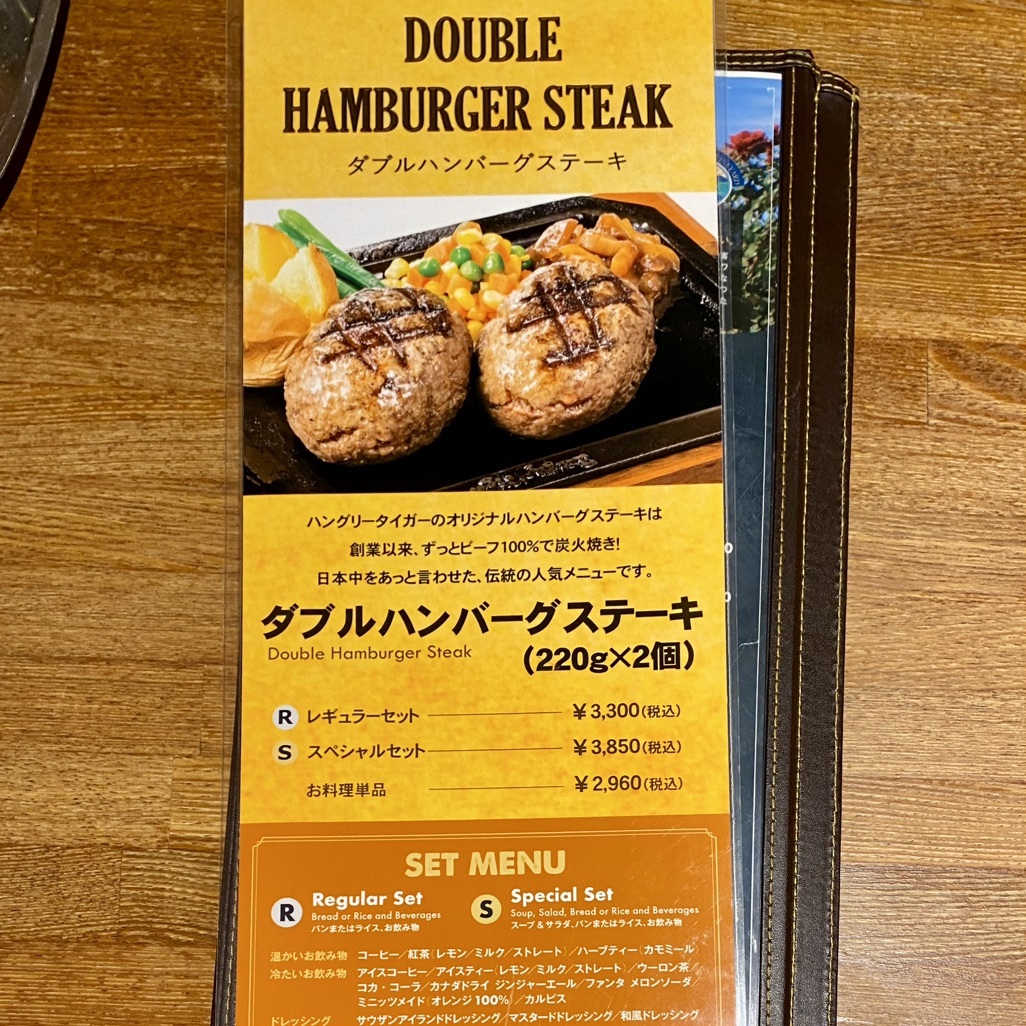 DOUBLE
HAMBURGER STEAK
ダブルハンバーグステーキ
ハングリータイガーのオリジナルハンバーグステーキは
創業以来、ずっとビーフ100%で炭火焼き!
日本中をあっと言わせた、伝統の人気メニューです。
ダブルハンバーグステーキ
Double Hamburger Steak
(220g×2個)
R レギュラーセット ¥3,300(税込)
S スペシャルセット ¥3,850(税込)
お料理単品 ¥2,960(税込)
SET MENU
R Regular Set
Bread or Rice and Beverages
パンまたはライス、お飲み物
S Special Set
Soup, Salad, Bread or Rice and Beverages
スープ&サラダ、パンまたはライス、お飲み物
温かいお飲み物 コーヒー/紅茶(レモン/ミルク/ストレート)/ハーブティー(カモミール)
冷たいお飲み物 アイスコーヒー/アイスティー(レモン/ミルク/ストレート)/ウーロン茶/
コカ・コーラ/カナダドライ ジンジャーエール/ファンタ メロンソーダ/
ミニッツメイド(オレンジ100%)/カルピス
ドレッシング サウザンアイランドドレッシング/マスタードドレッシング/和風ドレッシング